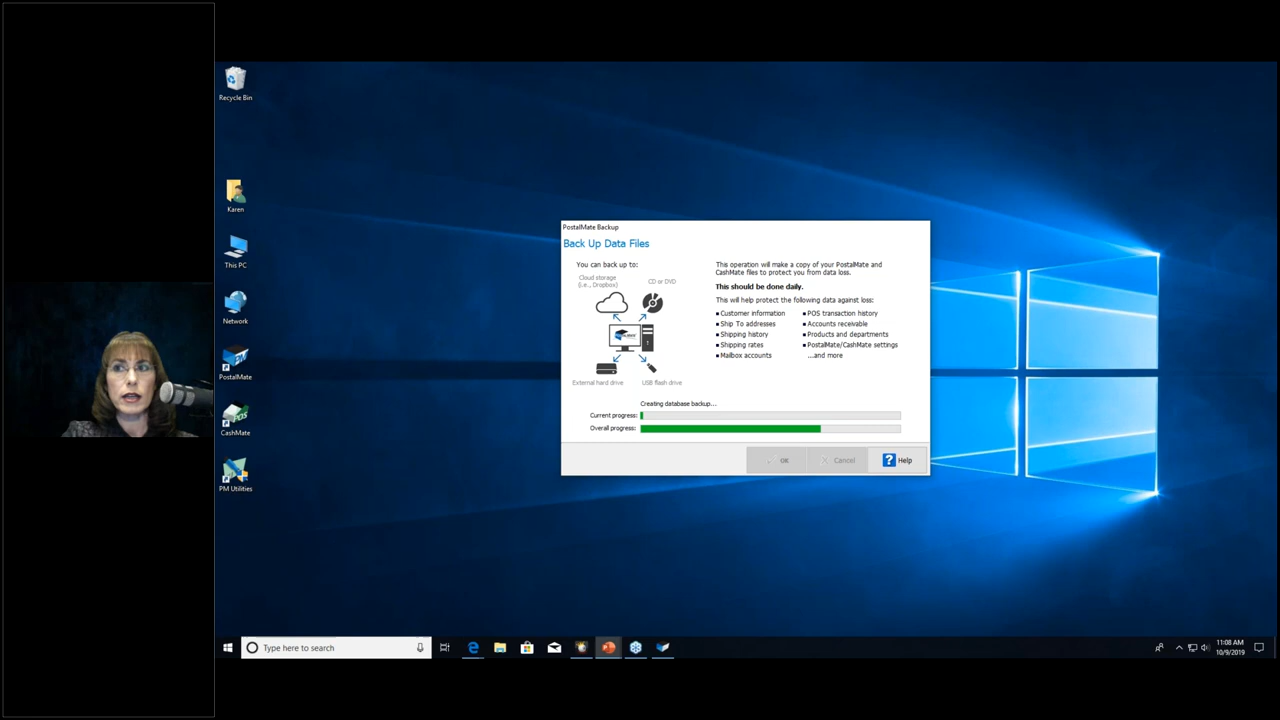 Recycle Bin
Karen
This PC
Network
PostalMate
CashMate
PM Utilities
PostalMate Backup
Back Up Data Files
You can back up to:
Cloud storage
(i.e., Dropbox)
CD or DVD
External hard drive
USB flash drive
This operation will make a copy of your PostalMate and
CashMate files to protect you from data loss.
This should be done daily.
This will help protect the following data against loss:
Customer information
Ship To addresses
Shipping history
Shipping rates
Mailbox accounts
POS transaction history
Accounts receivable
Products and departments
PostalMate/CashMate settings
...and more
Creating database backup...
Current progress:
Overall progress:
OK
Cancel
? Help
Type here to search
11:08 AM
10/9/2019